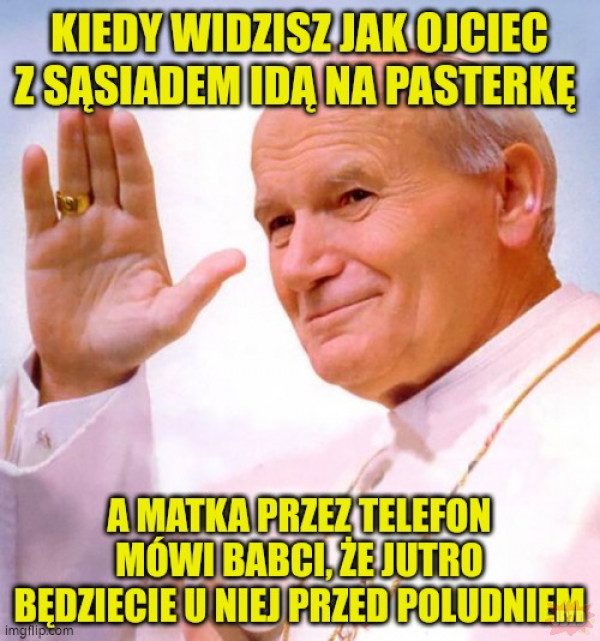 KIEDY WIDZISZ JAK OJCIEC
Z SĄSIADEM IDĄ NA PASTERKĘ
A MATKA PRZEZ TELEFON
MÓWI BABCI, ŻE JUTRO
BĘDZIECIE U NIEJ PRZED POLUDNIEM
imgflip.com